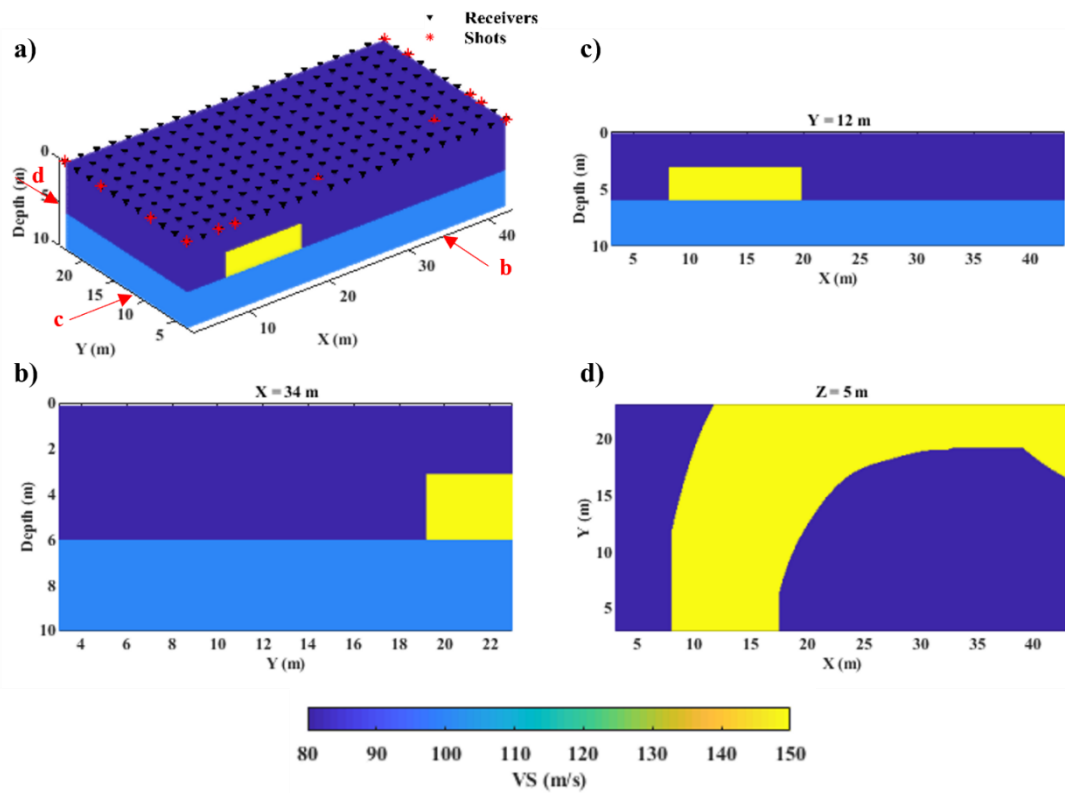 Receivers
Shots
a)
0
5
10
Depth (m)
d
20
15
10
5
Y (m)
c
10
20
30
40
X (m)
b
c)
Y = 12 m
0
5
10
Depth (m)
5 10 15 20 25 30 35 40
X (m)
b)
X = 34 m
0
2
4
6
8
10
Depth (m)
4 6 8 10 12 14 16 18 20 22
Y (m)
d)
Z = 5 m
20
15
10
5
Y (m)
5 10 15 20 25 30 35 40
X (m)
80 90 100 110 120 130 140 150
VS (m/s)